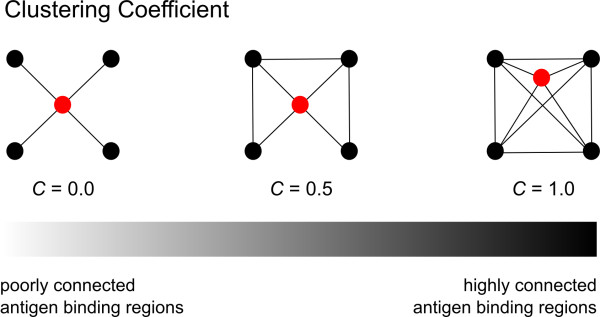 Clustering Coefficient
C = 0.0
C = 0.5
C = 1.0
poorly connected
antigen binding regions
highly connected
antigen binding regions